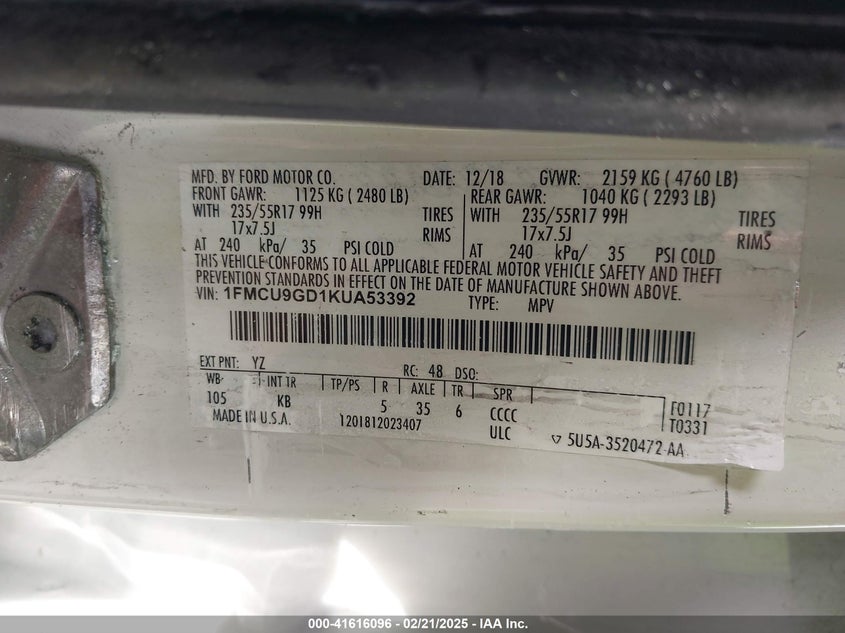 MFD. BY FORD MOTOR CO. DATE: 12/18 GVWR: 2159 KG ( 4760 LB)
FRONT GAWR: 1125 KG ( 2480 LB) REAR GAWR: 1040 KG ( 2293 LB)
WITH 235/55R17 99H TIRES WITH 235/55R17 99H TIRES
17x7.5J RIMS 17x7.5J RIMS
AT 240 kPa/ 35 PSI COLD AT 240 kPa/ 35 PSI COLD
THIS VEHICLE CONFORMS TO ALL APPLICABLE FEDERAL MOTOR VEHICLE SAFETY AND THEFT
PREVENTION STANDARDS IN EFFECT ON THE DATE OF MANUFACTURE SHOWN ABOVE.
VIN: 1FMCU9GD1KUA53392 TYPE: MPV
EXT PNT: YZ RC: 48 DSO:
WB INT TR TP/PS R AXLE TR SPR
105 KB 5 35 6 CCCC T0117
MADE IN U.S.A. 1201812023407 ULC T0331
5U5A-3520472-AA
000-41616096 - 02/21/2025 - IAA Inc.